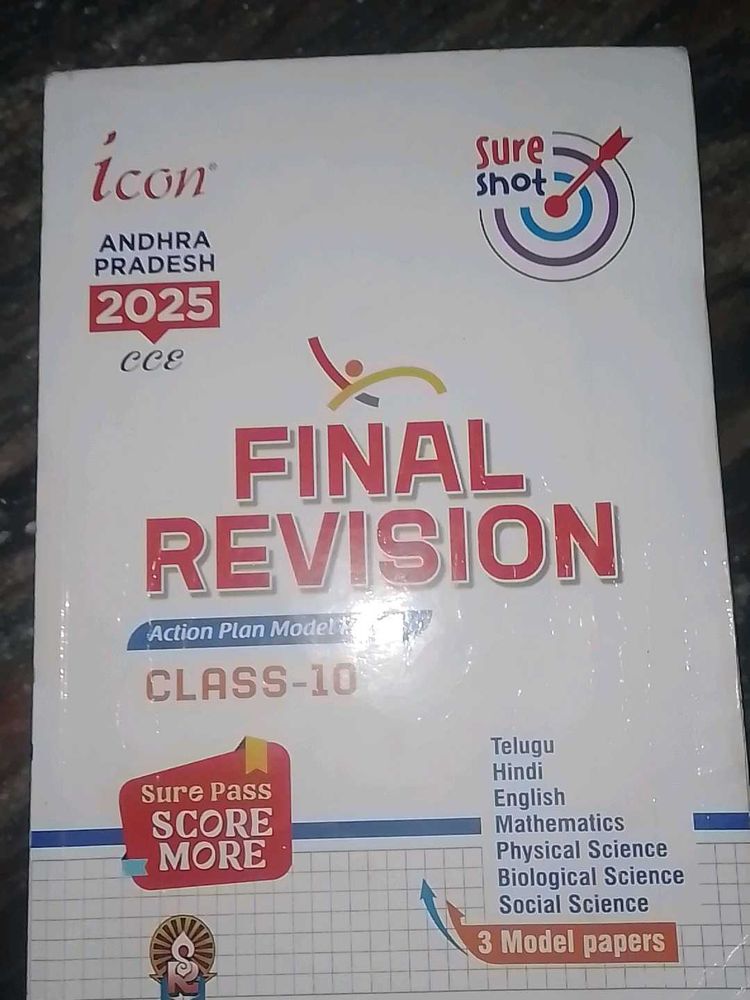 icon®
ANDHRA
PRADESH
2025
CCE
Sure
Shot
FINAL
REVISION
Action Plan Model
CLASS-10
Sure Pass
SCORE
MORE
Telugu
Hindi
English
Mathematics
Physical Science
Biological Science
Social Science
3 Model papers